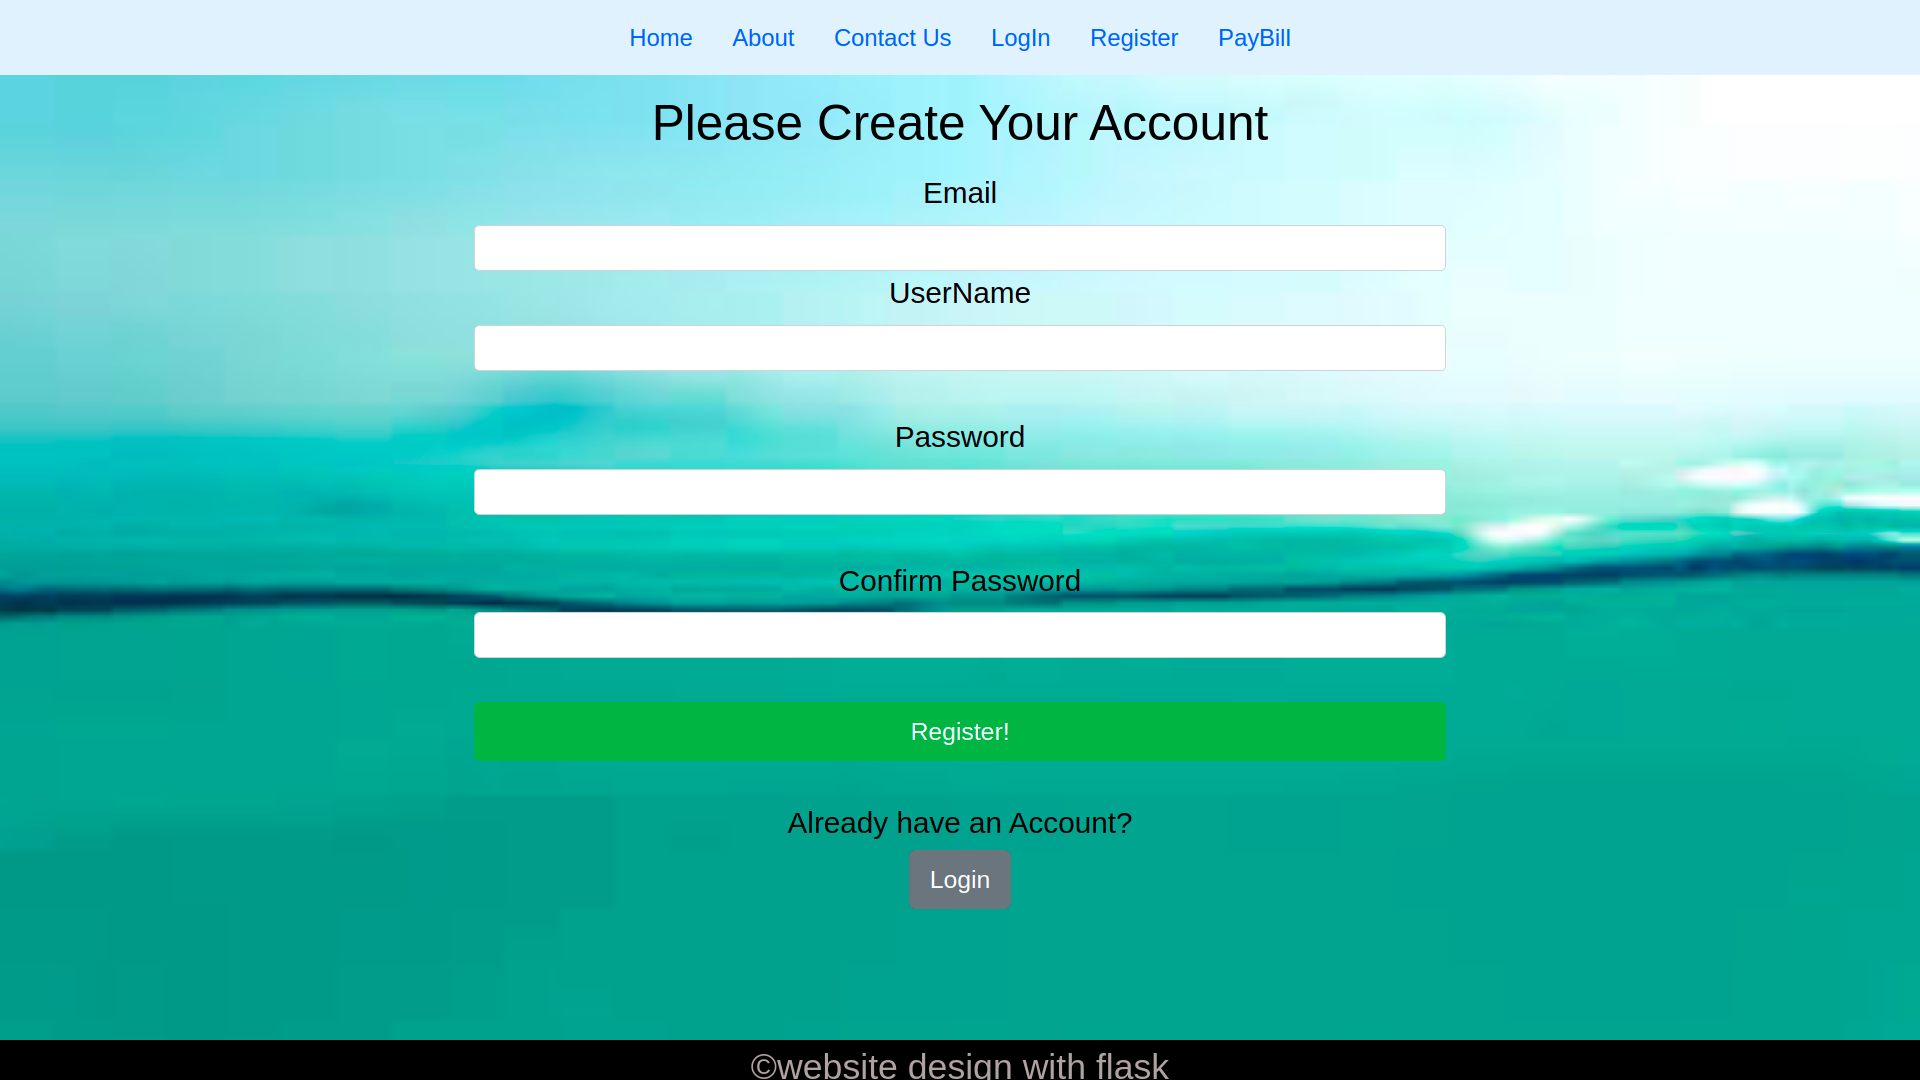 Home About Contact Us LogIn Register PayBill
Please Create Your Account
Email
UserName
Password
Confirm Password
Register!
Already have an Account?
Login
©website design with flask